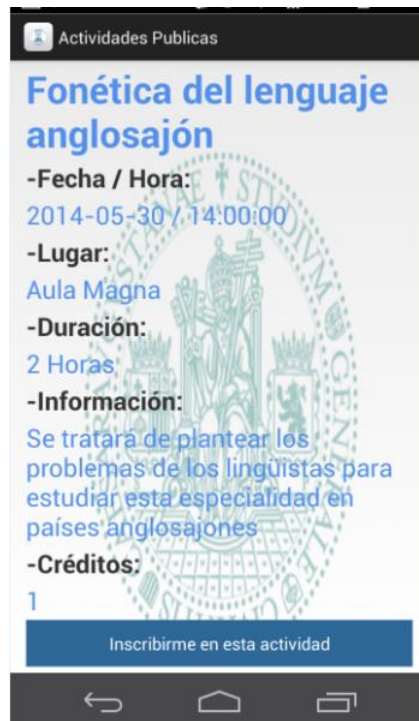 Actividades Publicas
Fonética del lenguaje
anglosajón
-Fecha / Hora:
2014-05-30 / 14:00:00
-Lugar:
Aula Magna
-Duración:
2 Horas
-Información:
Se tratará de plantear los
problemas de los lingüistas para
estudiar esta especialidad en
países anglosajones
-Créditos:
1
Inscribirme en esta actividad